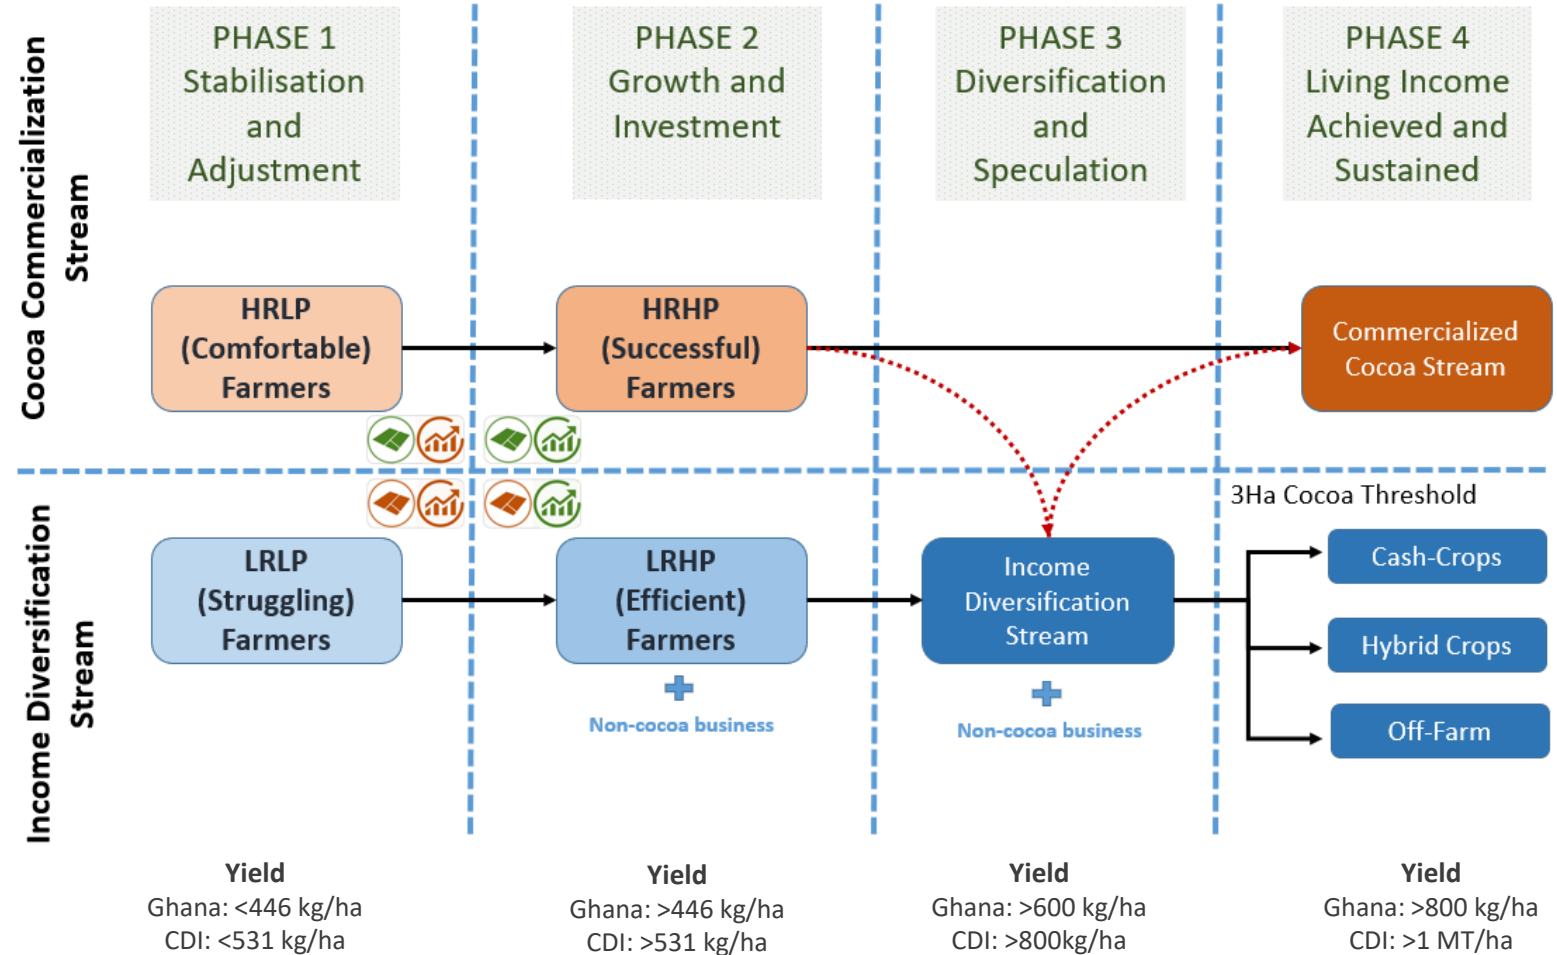 PHASE 1
Stabilisation
and
Adjustment
PHASE 2
Growth and
Investment
PHASE 3
Diversification
and
Speculation
PHASE 4
Living Income
Achieved and
Sustained
Cocoa Commercialization
Stream
HRLP
(Comfortable)
Farmers
HRHP
(Successful)
Farmers
Commercialized
Cocoa Stream
Income Diversification
Stream
3Ha Cocoa Threshold
LRLP
(Struggling)
Farmers
LRHP
(Efficient)
Farmers
Non-cocoa business
Income
Diversification
Stream
Non-cocoa business
Cash-Crops
Hybrid Crops
Off-Farm
Yield
Ghana: <446 kg/ha
CDI: <531 kg/ha
Yield
Ghana: >446 kg/ha
CDI: >531 kg/ha
Yield
Ghana: >600 kg/ha
CDI: >800kg/ha
Yield
Ghana: >800 kg/ha
CDI: >1 MT/ha